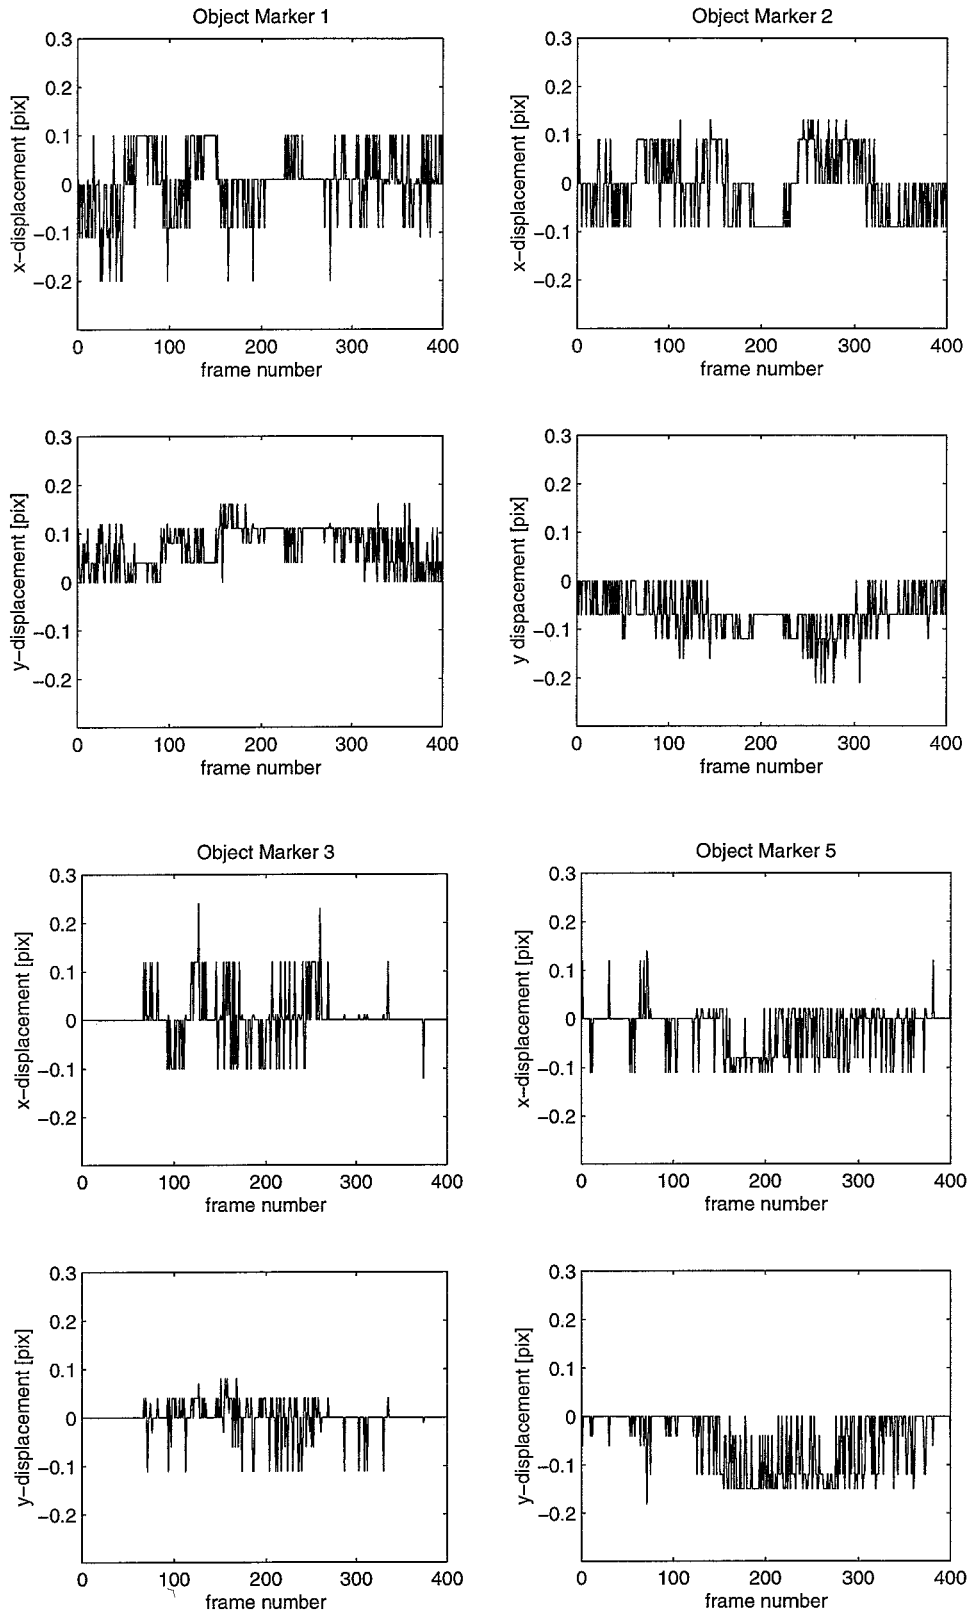 Object Marker 1
0.3
0.2
0.1
0
−0.1
−0.2
x−displacement [pix]
0 100 200 300 400
frame number
Object Marker 2
0.3
0.2
0.1
0
−0.1
−0.2
x−displacement [pix]
0 100 200 300 400
frame number
0.3
0.2
0.1
0
−0.1
−0.2
y−displacement [pix]
0 100 200 300 400
frame number
0.3
0.2
0.1
0
−0.1
−0.2
y dispacement [pix]
0 100 200 300 400
frame number
Object Marker 3
0.3
0.2
0.1
0
−0.1
−0.2
x−displacement [pix]
0 100 200 300 400
frame number
Object Marker 5
0.3
0.2
0.1
0
−0.1
−0.2
x−displacement [pix]
0 100 200 300 400
frame number
0.3
0.2
0.1
0
−0.1
−0.2
y−displacement [pix]
0 100 200 300 400
frame number
0.3
0.2
0.1
0
−0.1
−0.2
y−displacement [pix]
0 100 200 300 400
frame number